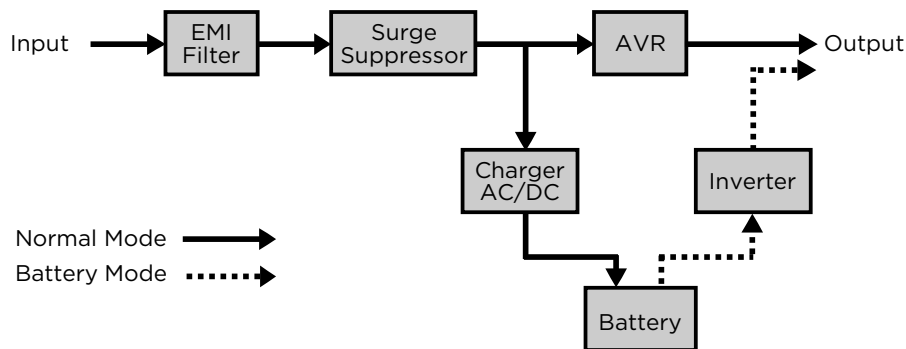 Input
EMI
Filter
Surge
Suppressor
AVR
Output
Charger
AC/DC
Inverter
Normal Mode
Battery Mode
Battery